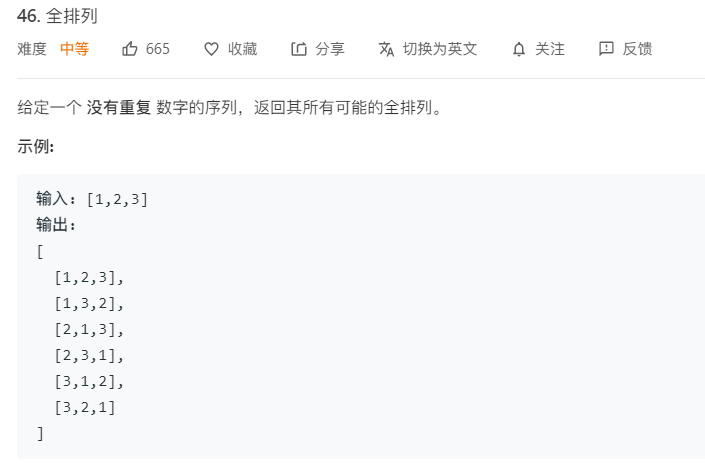 46. 全排列
难度 中等 665 收藏 分享 切换为英文 关注 反馈
给定一个 没有重复 数字的序列，返回其所有可能的全排列。
示例:
输入: [1,2,3]
输出:
[
  [1,2,3],
  [1,3,2],
  [2,1,3],
  [2,3,1],
  [3,1,2],
  [3,2,1]
]